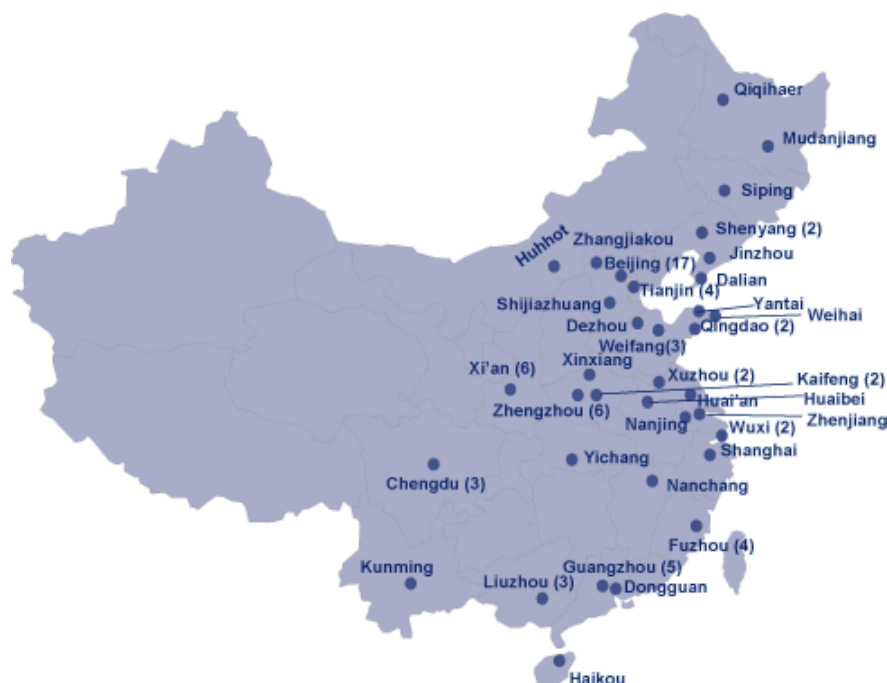 Qiqihaer
Mudanjiang
Siping
Shenyang (2)
Zhangjiakou
Huhhot
Jinzhou
Beijing (17)
Dalian
Tianjin (4)
Yantai
Shijiazhuang
Weihai
Dezhou
Qingdao (2)
Weifang(3)
Xinxiang
Xi'an (6)
Xuzhou (2)
Kaifeng (2)
Huai'an
Huaibei
Zhengzhou (6)
Zhenjiang
Nanjing
Wuxi (2)
Shanghai
Yichang
Chengdu (3)
Nanchang
Fuzhou (4)
Kunming
Guangzhou (5)
Liuzhou (3)
Dongguan
Haikou